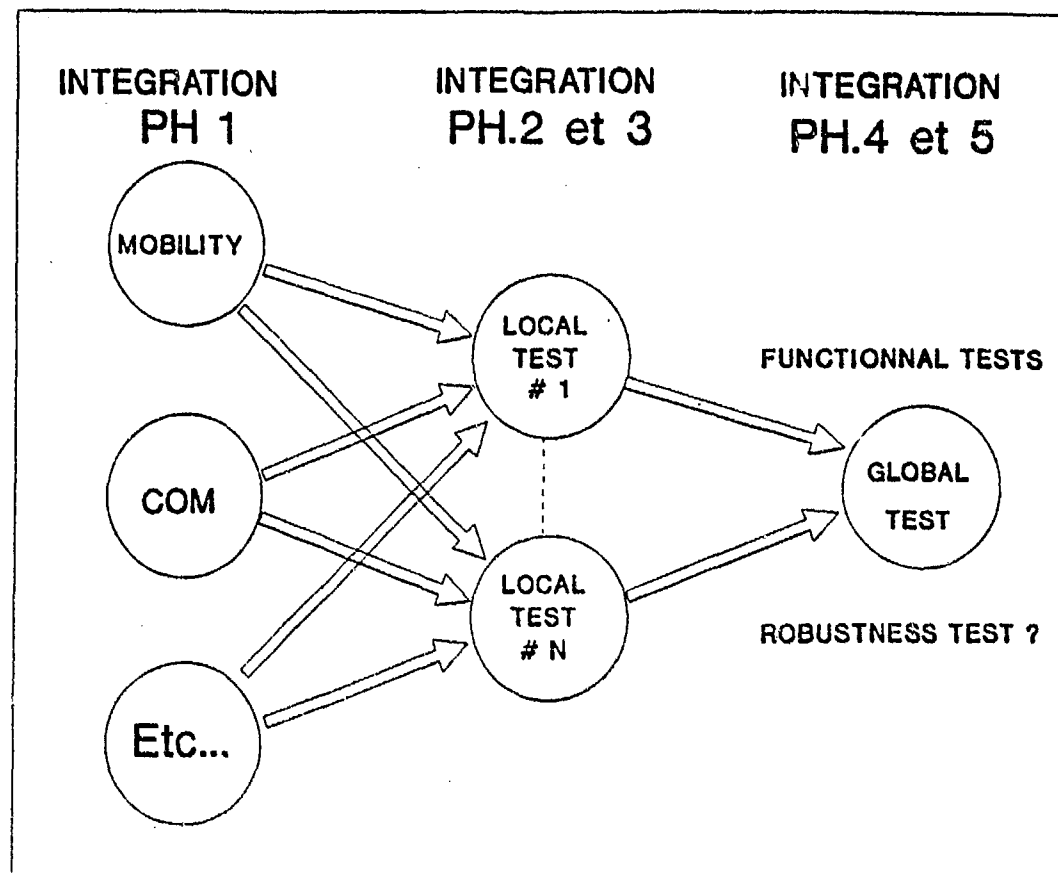 INTEGRATION
PH 1
INTEGRATION
PH.2 et 3
INTEGRATION
PH.4 et 5
MOBILITY
COM
Etc...
LOCAL
TEST
# 1
LOCAL
TEST
# N
FUNCTIONNAL TESTS
GLOBAL
TEST
ROBUSTNESS TEST ?